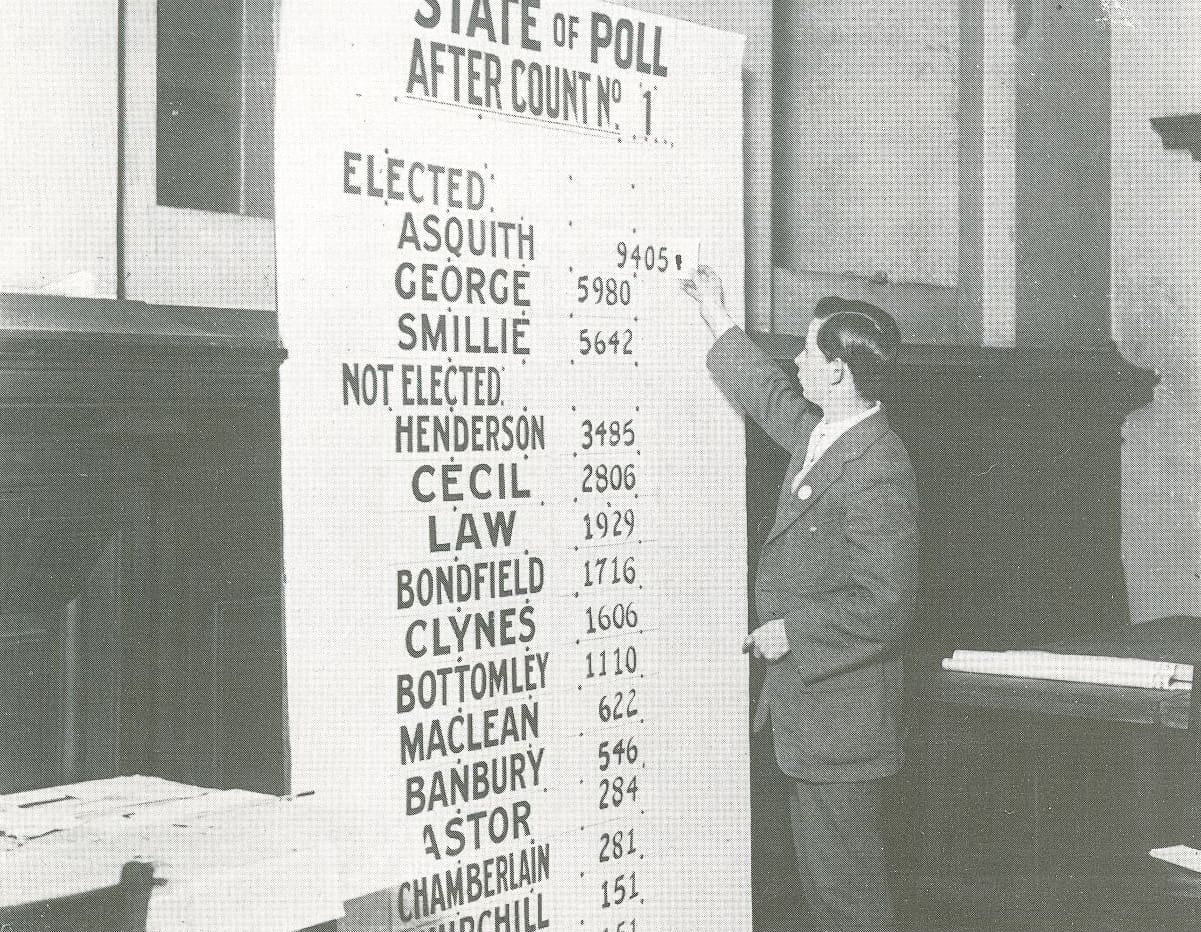 STATE OF POLL
AFTER COUNT Nº 1
ELECTED
ASQUITH 9405
GEORGE 5980
SMILLIE 5642
NOT ELECTED
HENDERSON 3485
CECIL 2806
LAW 1929
BONDFIELD 1716
CLYNES 1606
BOTTOMLEY 1110
MACLEAN 622
BANBURY 546
ASTOR 284
CHAMBERLAIN 281
CHURCHILL 151